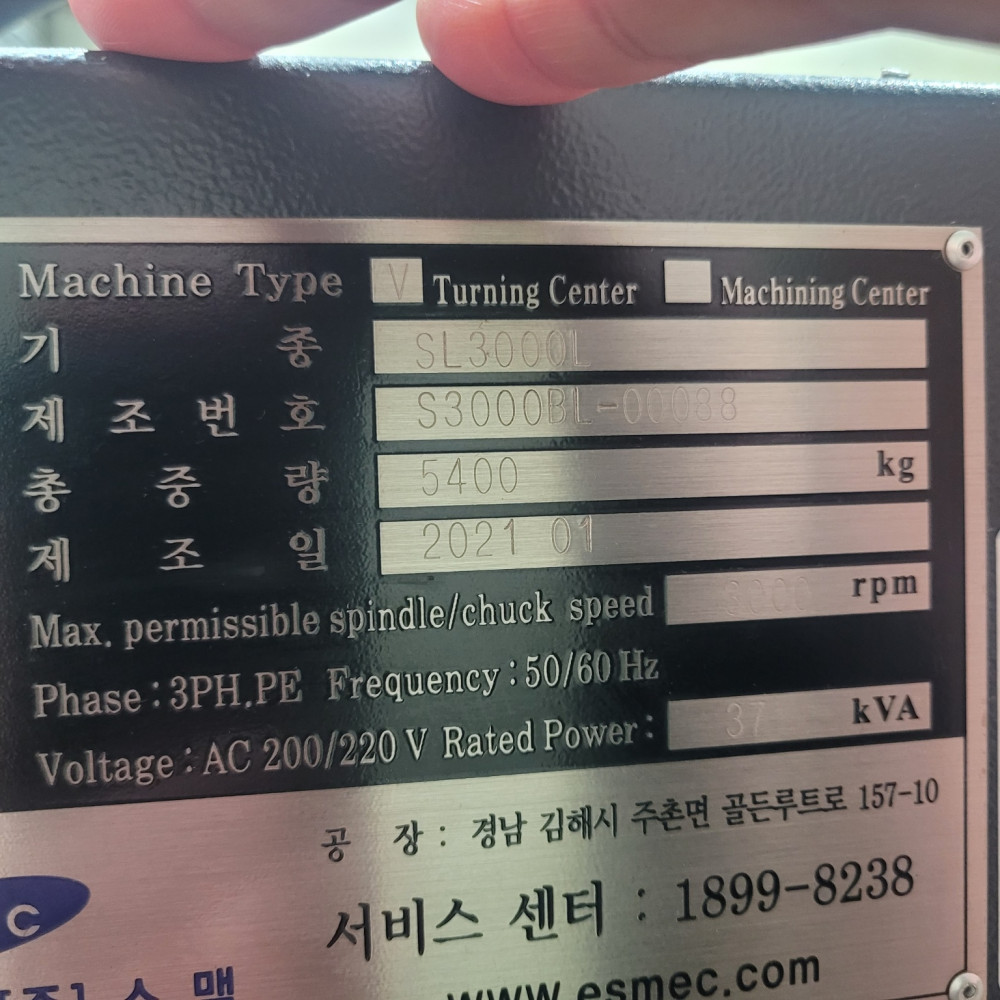 Machine Type V Turning Center Machining Center
기 종 SL3000L
제 조 번 호 S3000BL-00038
총 중 량 5400 kg
제 조 일 2021 01
Max. permissible spindle/chuck speed 3000 rpm
Phase : 3PH.PE Frequency : 50/60 Hz
Voltage : AC 200/220 V Rated Power : 37 kVA
공 장 : 경남 김해시 주촌면 골든루트로 157-10
C
서비스 센터 : 1899-8238
스맥
www.esmec.com